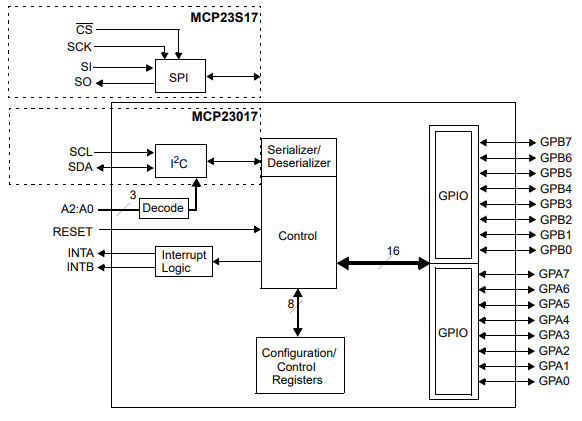 MCP23S17
CS
SCK
SI
SO
SPI
MCP23017
SCL
SDA
I2C
Serializer/
Deserializer
3
A2:A0
Decode
RESET
INTA
INTB
Interrupt
Logic
Control
16
8
Configuration/
Control
Registers
GPIO
GPB7
GPB6
GPB5
GPB4
GPB3
GPB2
GPB1
GPB0
GPIO
GPA7
GPA6
GPA5
GPA4
GPA3
GPA2
GPA1
GPA0